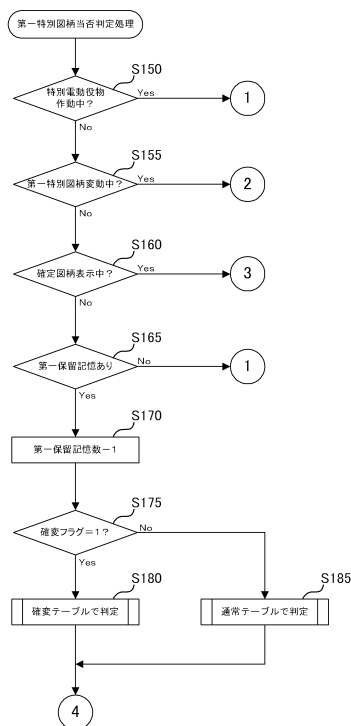 第一特別図柄当否判定処理
S150
特別電動役物
作動中？
Yes
1
No
S155
第一特別図柄変動中？
Yes
2
No
S160
確定図柄表示中？
Yes
3
No
S165
第一保留記憶あり
No
1
Yes
S170
第一保留記憶数－１
S175
確変フラグ＝１？
No
Yes
S180
確変テーブルで判定
S185
通常テーブルで判定
4